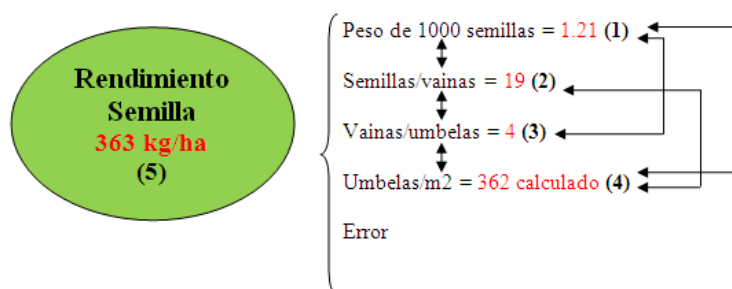 Rendimiento
Semilla
363 kg/ha
(5)
Peso de 1000 semillas = 1.21 (1)
Semillas/vainas = 19 (2)
Vainas/umbelas = 4 (3)
Umbelas/m2 = 362 calculado (4)
Error